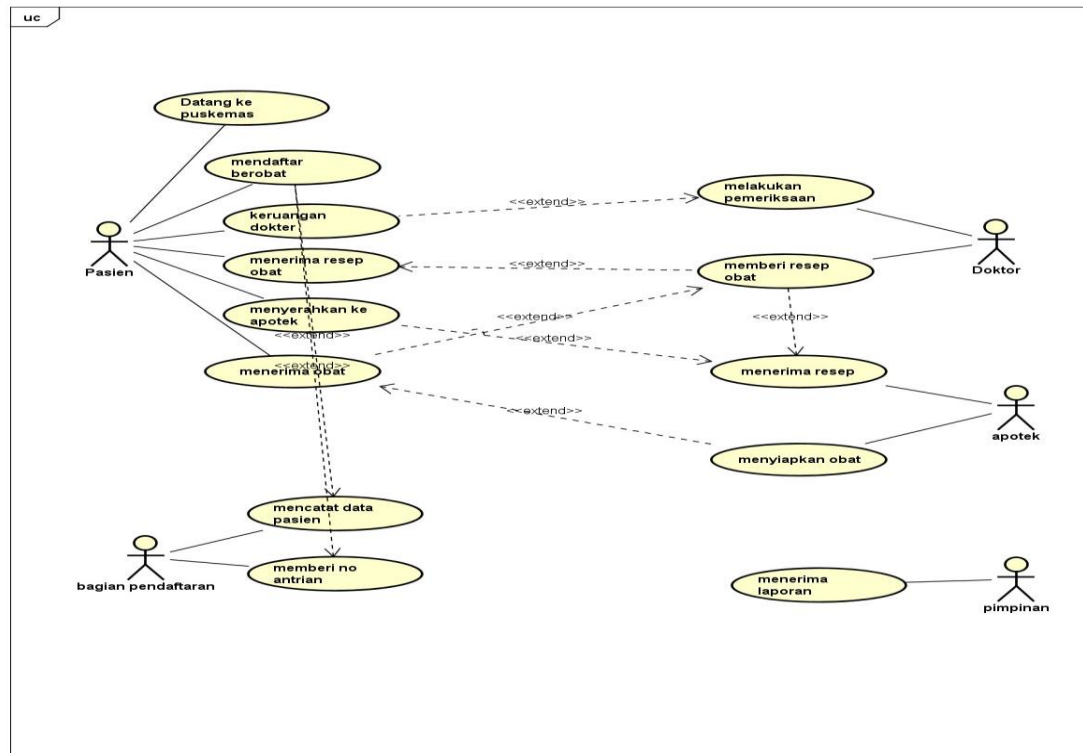 uc
Datang ke
puskemas
mendaftar
berobat
melakukan
pemeriksaan
<<extend>>
keruangan
dokter
Pasien
menerima resep
obat
<<extend>>
memberi resep
obat
Doktor
menyerahkan ke
apotek
<<extend>>
<<extend>>
<<extend>>
<<extend>>
<<extend>>
menerima obat
menerima resep
<<extend>>
apotek
menyiapkan obat
mencatat data
pasien
bagian pendaftaran
memberi no
antrian
menerima
laporan
pimpinan